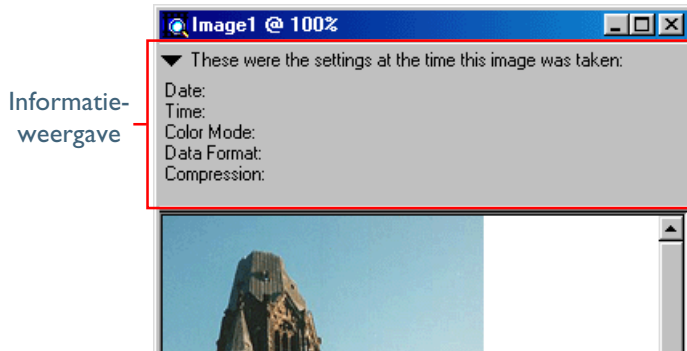 Image1 @ 100%
These were the settings at the time this image was taken:
Informatie-
weergave
Date:
Time:
Color Mode:
Data Format:
Compression: